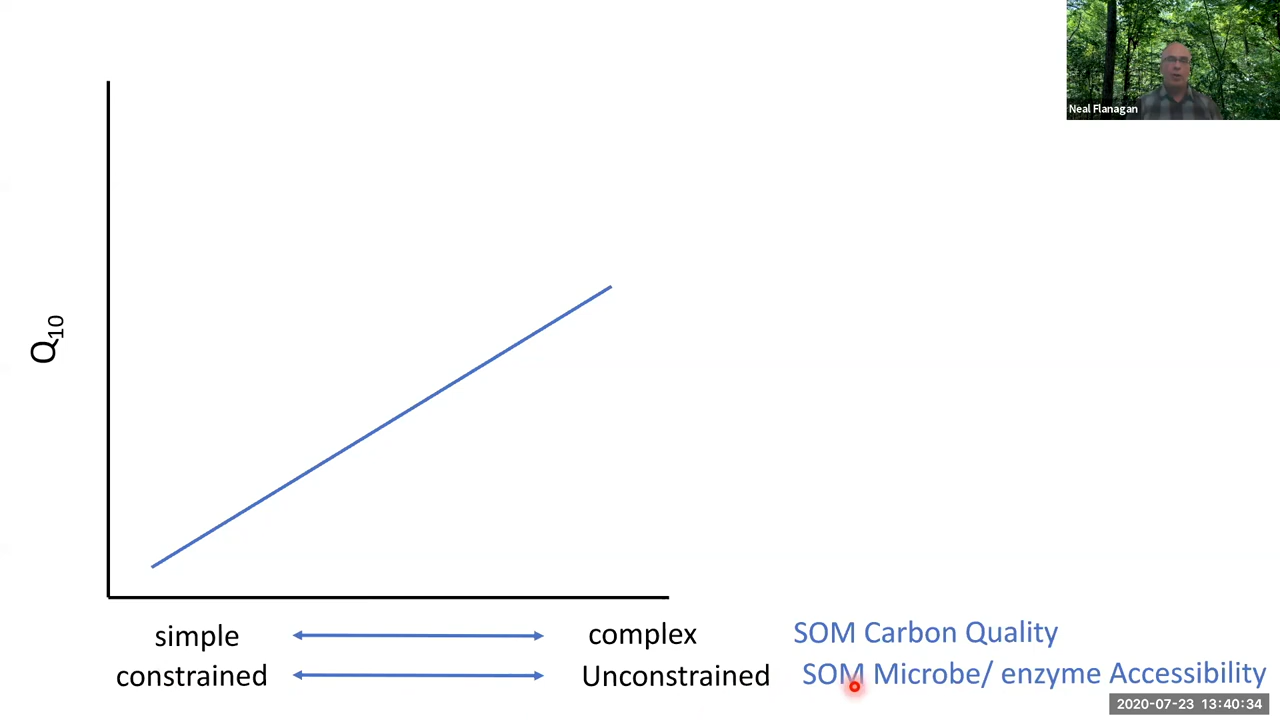 Neal Flanagan
Q10
simple complex SOM Carbon Quality
constrained Unconstrained SOM Microbe/ enzyme Accessibility
2020-07-23 13:40:34